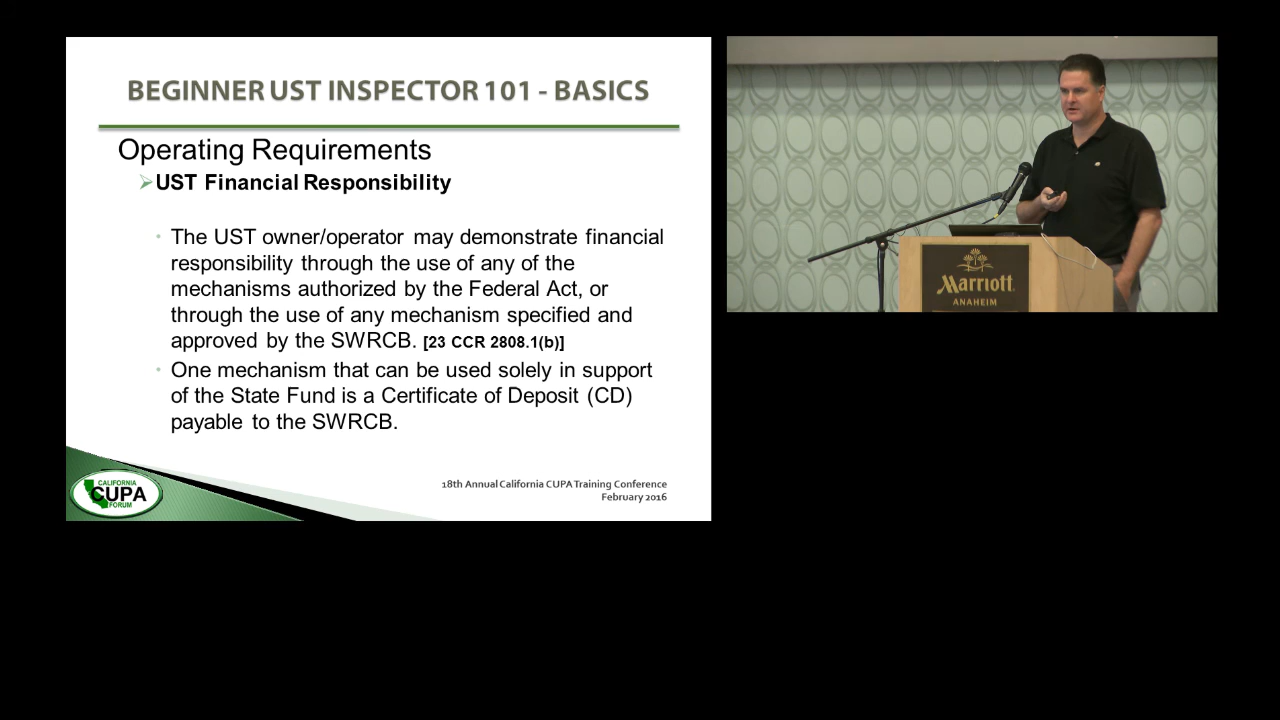 BEGINNER UST INSPECTOR 101 - BASICS
Operating Requirements
UST Financial Responsibility
The UST owner/operator may demonstrate financial
responsibility through the use of any of the
mechanisms authorized by the Federal Act, or
through the use of any mechanism specified and
approved by the SWRCB. [23 CCR 2808.1(b)]
One mechanism that can be used solely in support
of the State Fund is a Certificate of Deposit (CD)
payable to the SWRCB.
CALIFORNIA
CUPA
FORUM
18th Annual California CUPA Training Conference
February 2016
Marriott
ANAHEIM